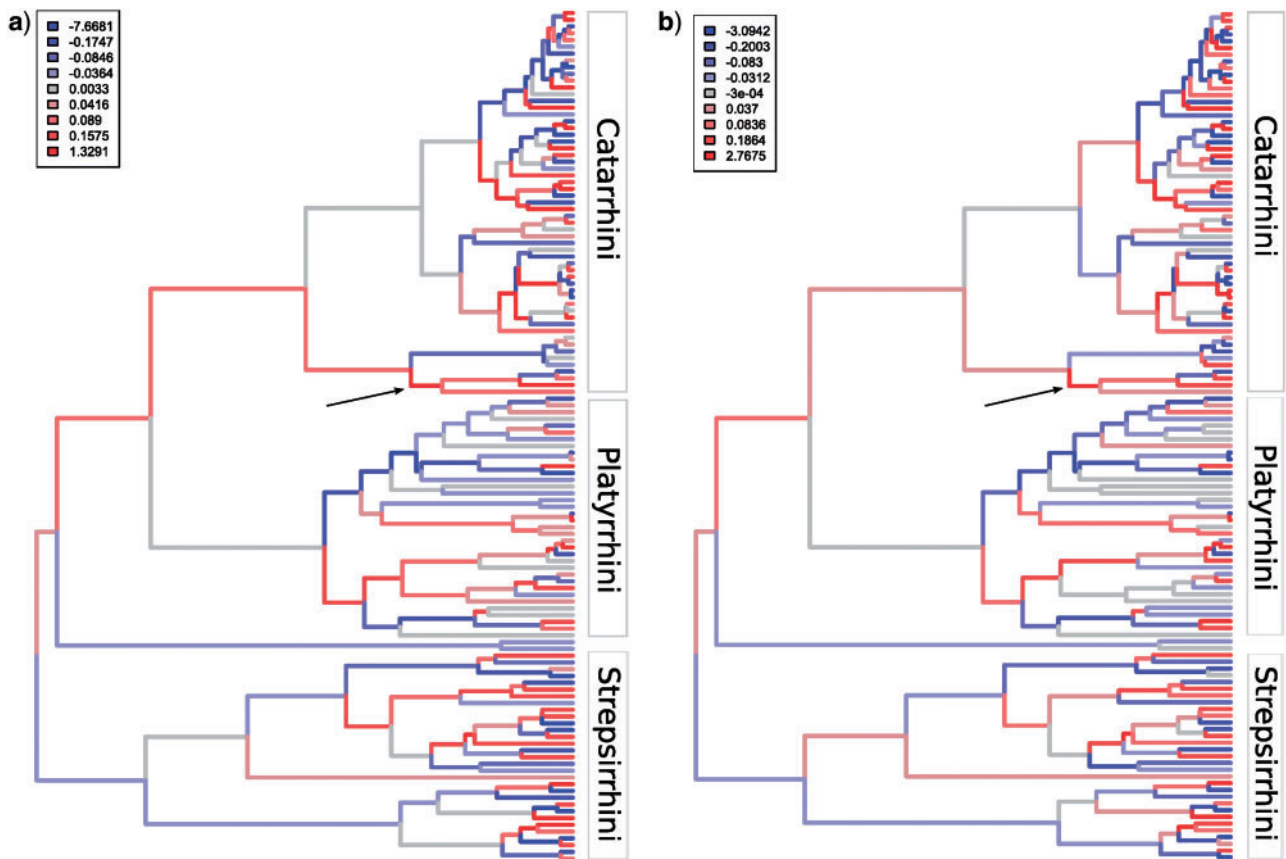 a)
-7.6681
-0.1747
-0.0846
-0.0364
0.0033
0.0416
0.089
0.1575
1.3291
Catarrhini
Platyrrhini
Strepsirrhini
b)
-3.0942
-0.2003
-0.083
-0.0312
-3e-04
0.037
0.0836
0.1864
2.7675
Catarrhini
Platyrrhini
Strepsirrhini